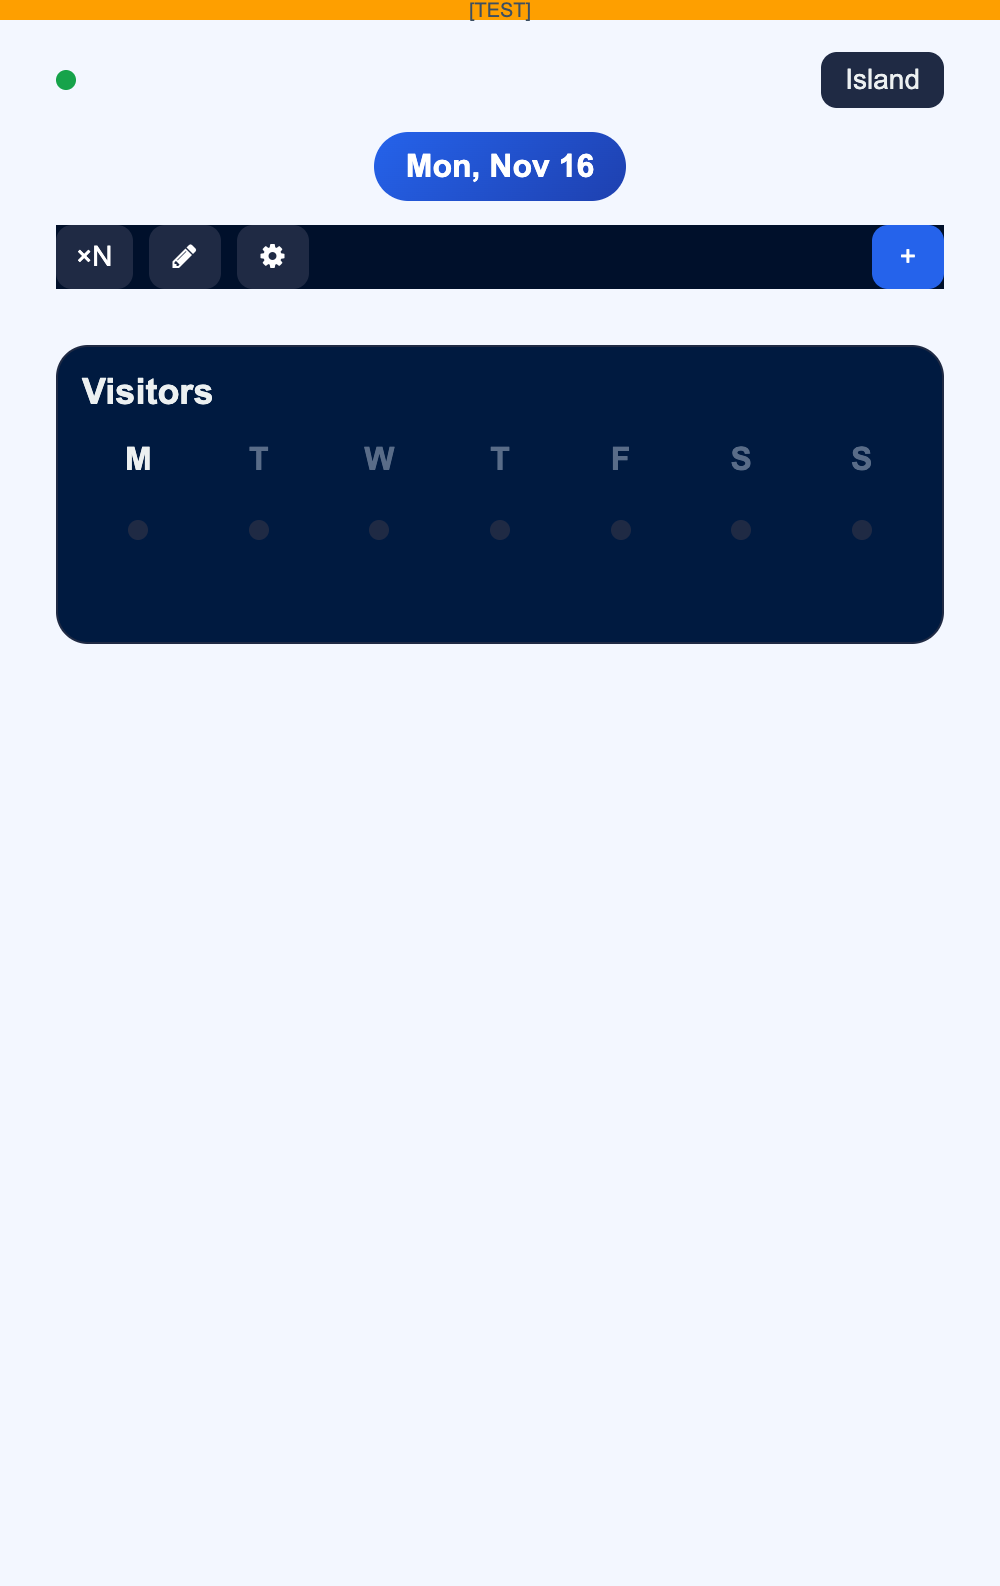 [TEST]
Island
Mon, Nov 16
×N
+
Visitors
M T W T F S S